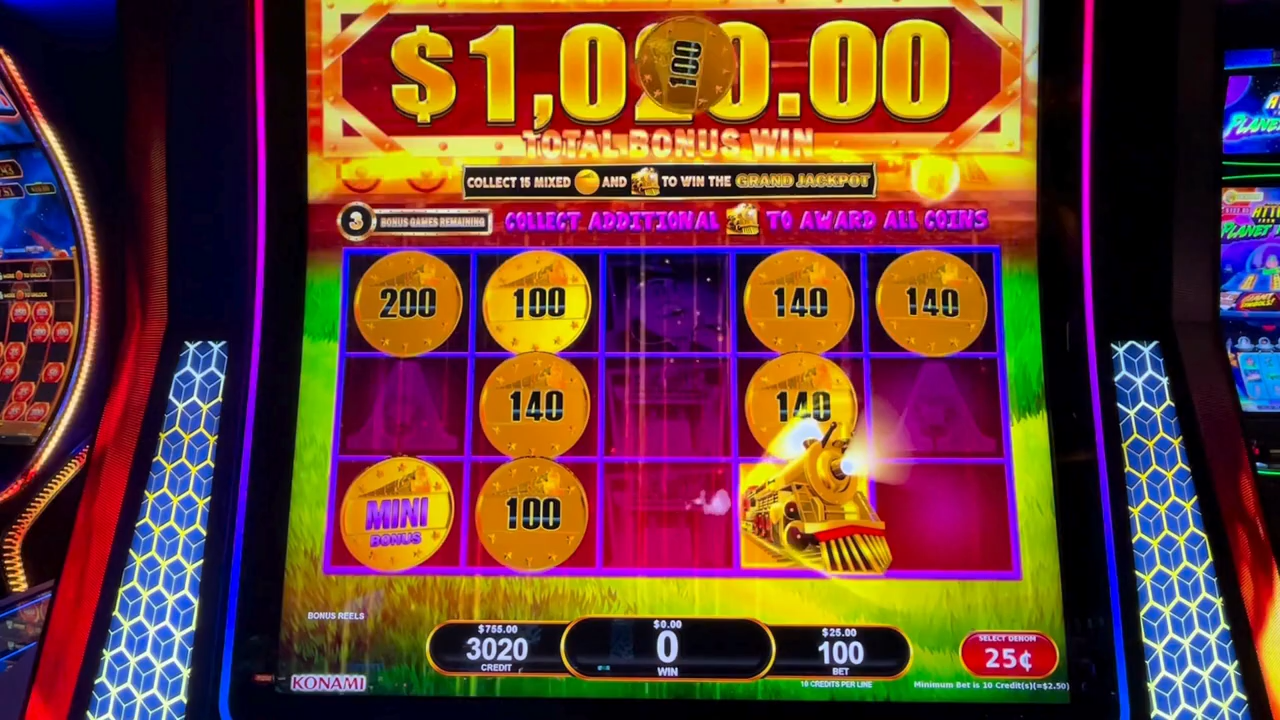 $1,0 0.00
100
TOTAL BONUS WIN
COLLECT 15 MIXED AND TO WIN THE GRAND JACKPOT
3 BONUS GAMES REMAINING COLLECT ADDITIONAL TO AWARD ALL COINS
200 100 140 140
140 140
MINI
BONUS
100
BONUS REELS
$755.00 $0.00 $25.00
3020 0 100
CREDIT WIN BET
10 CREDITS PER LINE
SELECT DENOM
25¢
Minimum Bet is 10 Credit(s)(=$2.50)
KONAMI
PLANET
PLANET